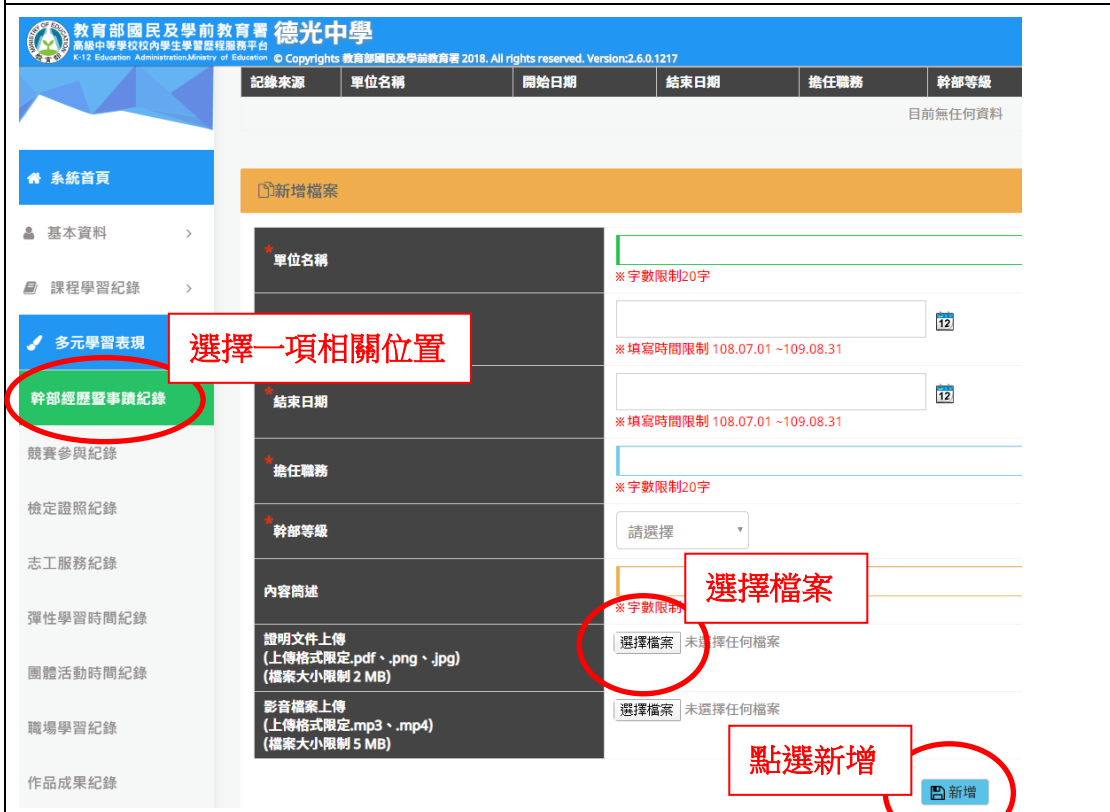 教育部國民及學前教育署 德光中學
高級中等學校校內學生學習歷程服務平台
K-12 Education Administration,Ministry of Education © Copyrights 教育部國民及學前教育署 2018. All rights reserved. Version:2.6.0.1217
記錄來源 單位名稱 開始日期 結束日期 擔任職務 幹部等級
目前無任何資料
系統首頁
基本資料 >
課程學習紀錄 >
多元學習表現
幹部經歷暨事蹟紀錄
競賽參與紀錄
檢定證照紀錄
志工服務紀錄
彈性學習時間紀錄
團體活動時間紀錄
職場學習紀錄
作品成果紀錄
選擇一項相關位置
新增檔案
*單位名稱
※字數限制20字
12
※填寫時間限制 108.07.01 ~109.08.31
*結束日期
12
※填寫時間限制 108.07.01 ~109.08.31
*擔任職務
※字數限制20字
*幹部等級
請選擇
選擇檔案
內容簡述
※字數限制
證明文件上傳
(上傳格式限定.pdf、.png、.jpg)
(檔案大小限制 2 MB)
選擇檔案 未選擇任何檔案
影音檔案上傳
(上傳格式限定.mp3、.mp4)
(檔案大小限制 5 MB)
選擇檔案 未選擇任何檔案
點選新增
新增